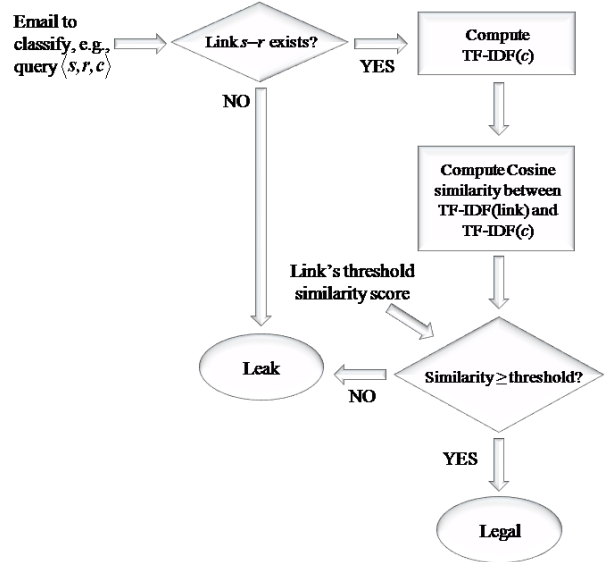 Email to
classify, e.g.,
query ⟨s,r,c⟩
Link s–r exists?
YES
Compute
TF-IDF(c)
NO
Compute Cosine
similarity between
TF-IDF(link) and
TF-IDF(c)
Link's threshold
similarity score
Leak
Similarity ≥ threshold?
NO
YES
Legal